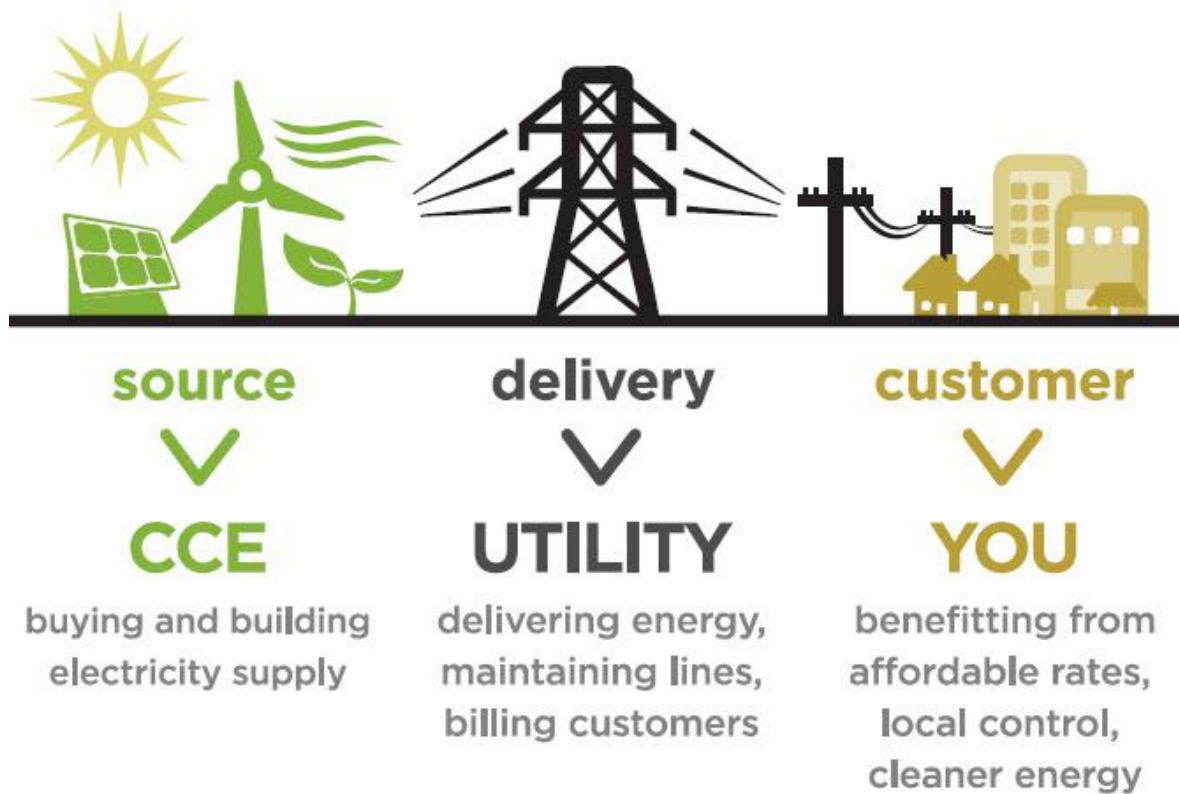 source
CCE
buying and building
electricity supply
delivery
UTILITY
delivering energy,
maintaining lines,
billing customers
customer
YOU
benefitting from
affordable rates,
local control,
cleaner energy